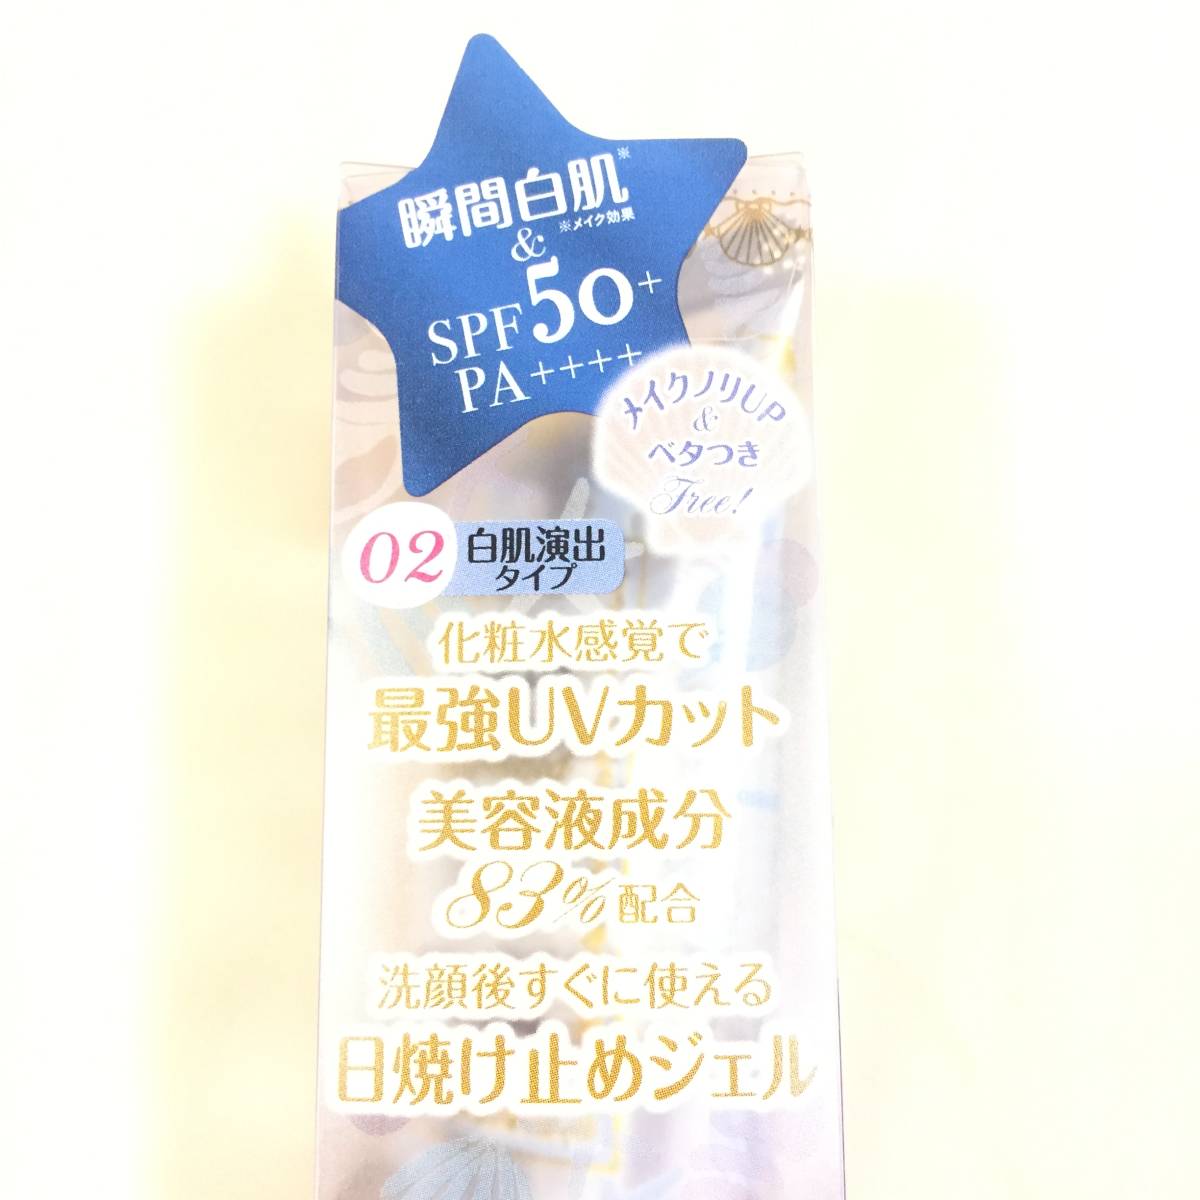 瞬間白肌※
※メイク効果
&
SPF50+
PA++++
メイクノリUP
&
ベタつき
Free!
02 白肌演出
タイプ
化粧水感覚で
最強UVカット
美容液成分
83%配合
洗顔後すぐに使える
日焼け止めジェル